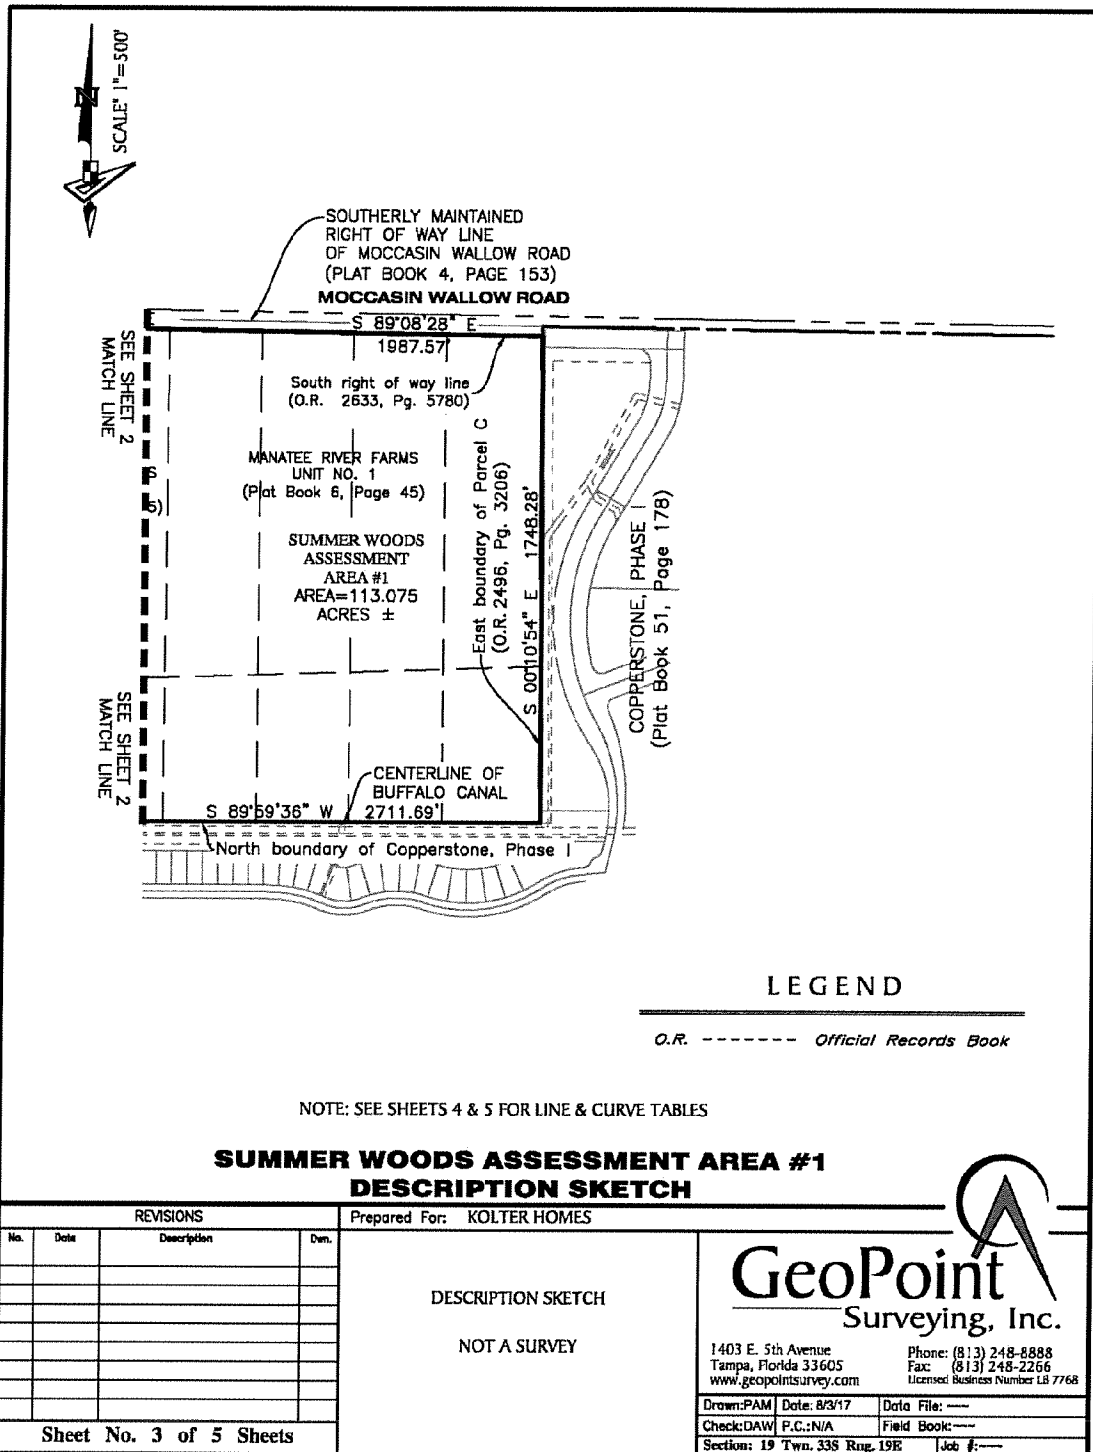 N
SCALE" 1"=500'
SOUTHERLY MAINTAINED
RIGHT OF WAY LINE
OF MOCCASIN WALLOW ROAD
(PLAT BOOK 4, PAGE 153)
MOCCASIN WALLOW ROAD
S 89°08'28" E
1987.57'
SEE SHEET 2
MATCH LINE
South right of way line
(O.R. 2633, Pg. 5780)
MANATEE RIVER FARMS
UNIT NO. 1
(Plat Book 6, Page 45)
S
5)
SUMMER WOODS
ASSESSMENT
AREA #1
AREA=113.075
ACRES ±
East boundary of Parcel C
(O.R. 2496, Pg. 3206)
S 00°10'54" E 1748.28'
COPPERSTONE, PHASE I
(Plat Book 51, Page 178)
SEE SHEET 2
MATCH LINE
CENTERLINE OF
BUFFALO CANAL
S 89°59'36" W 2711.69'
North boundary of Copperstone, Phase I
LEGEND
O.R. -------- Official Records Book
NOTE: SEE SHEETS 4 & 5 FOR LINE & CURVE TABLES
SUMMER WOODS ASSESSMENT AREA #1
DESCRIPTION SKETCH
REVISIONS
No. Date Description Dwn.
Prepared For: KOLTER HOMES
DESCRIPTION SKETCH
NOT A SURVEY
GeoPoint
Surveying, Inc.
1403 E. 5th Avenue
Tampa, Florida 33605
www.geopointsurvey.com
Phone: (813) 248-8888
Fax: (813) 248-2266
Licensed Business Number LB 7768
Drawn:PAM Date: 8/3/17 Data File: ----
Check:DAW P.C.:N/A Field Book:----
Section: 19 Twn. 33S Rng. 19E Job #:----
Sheet No. 3 of 5 Sheets